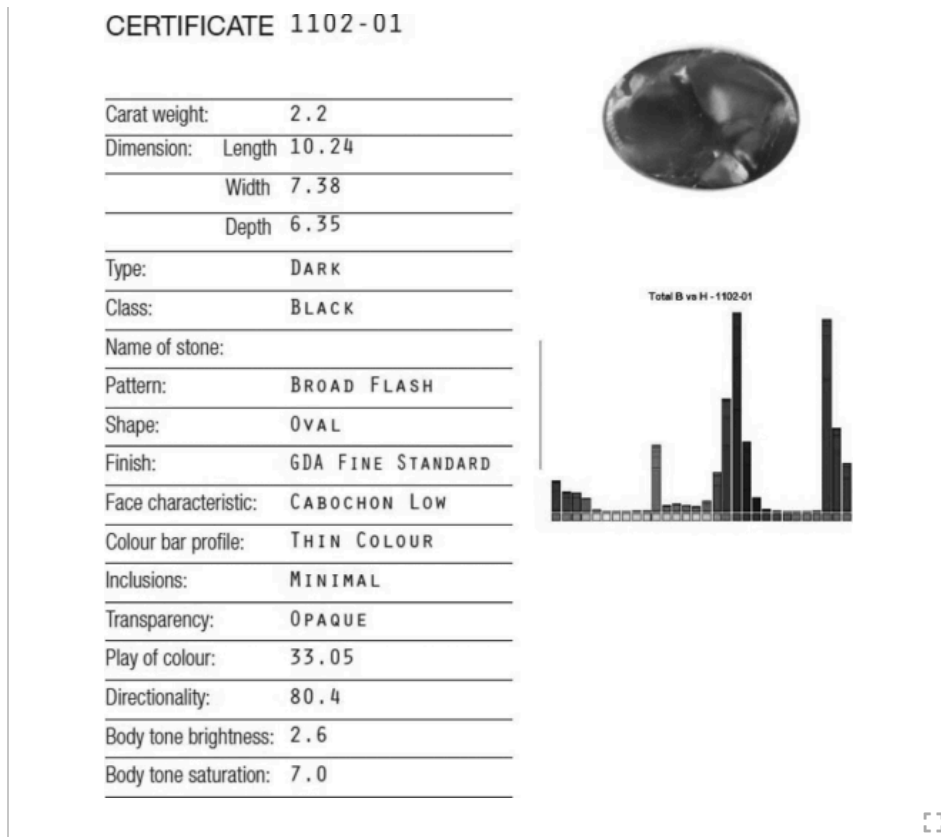 CERTIFICATE 1102-01
Carat weight: 2.2
Dimension: Length 10.24
Width 7.38
Depth 6.35
Type: DARK
Class: BLACK
Name of stone:
Pattern: BROAD FLASH
Shape: OVAL
Finish: GDA FINE STANDARD
Face characteristic: CABOCHON LOW
Colour bar profile: THIN COLOUR
Inclusions: MINIMAL
Transparency: OPAQUE
Play of colour: 33.05
Directionality: 80.4
Body tone brightness: 2.6
Body tone saturation: 7.0
Total B vs H - 1102-01